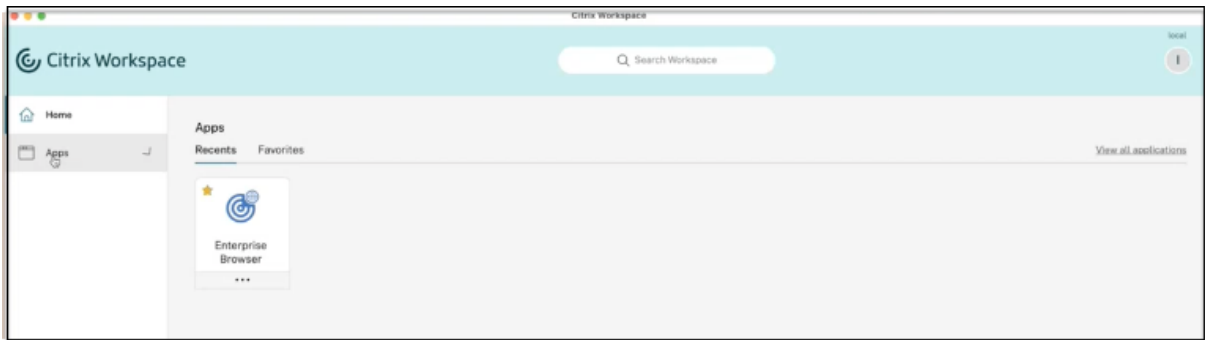 Citrix Workspace
local
Citrix Workspace
Search Workspace
I
Home
Apps
Apps
Recents Favorites
View all applications
Enterprise
Browser